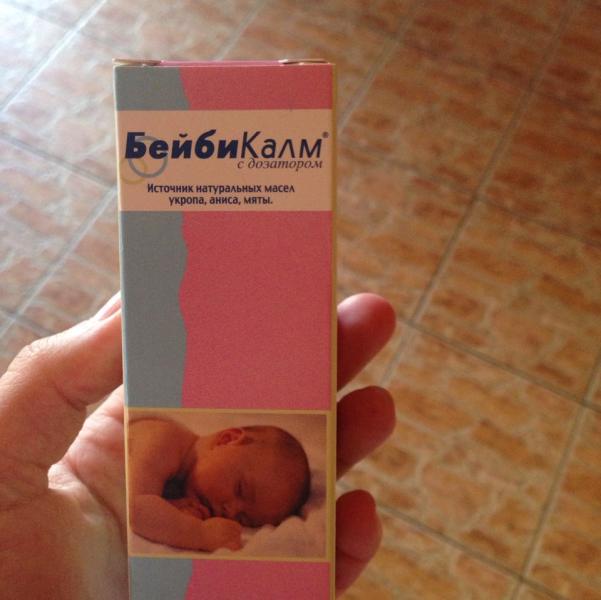 БейбиКалм®
с дозатором
Источник натуральных масел
укропа, аниса, мяты.